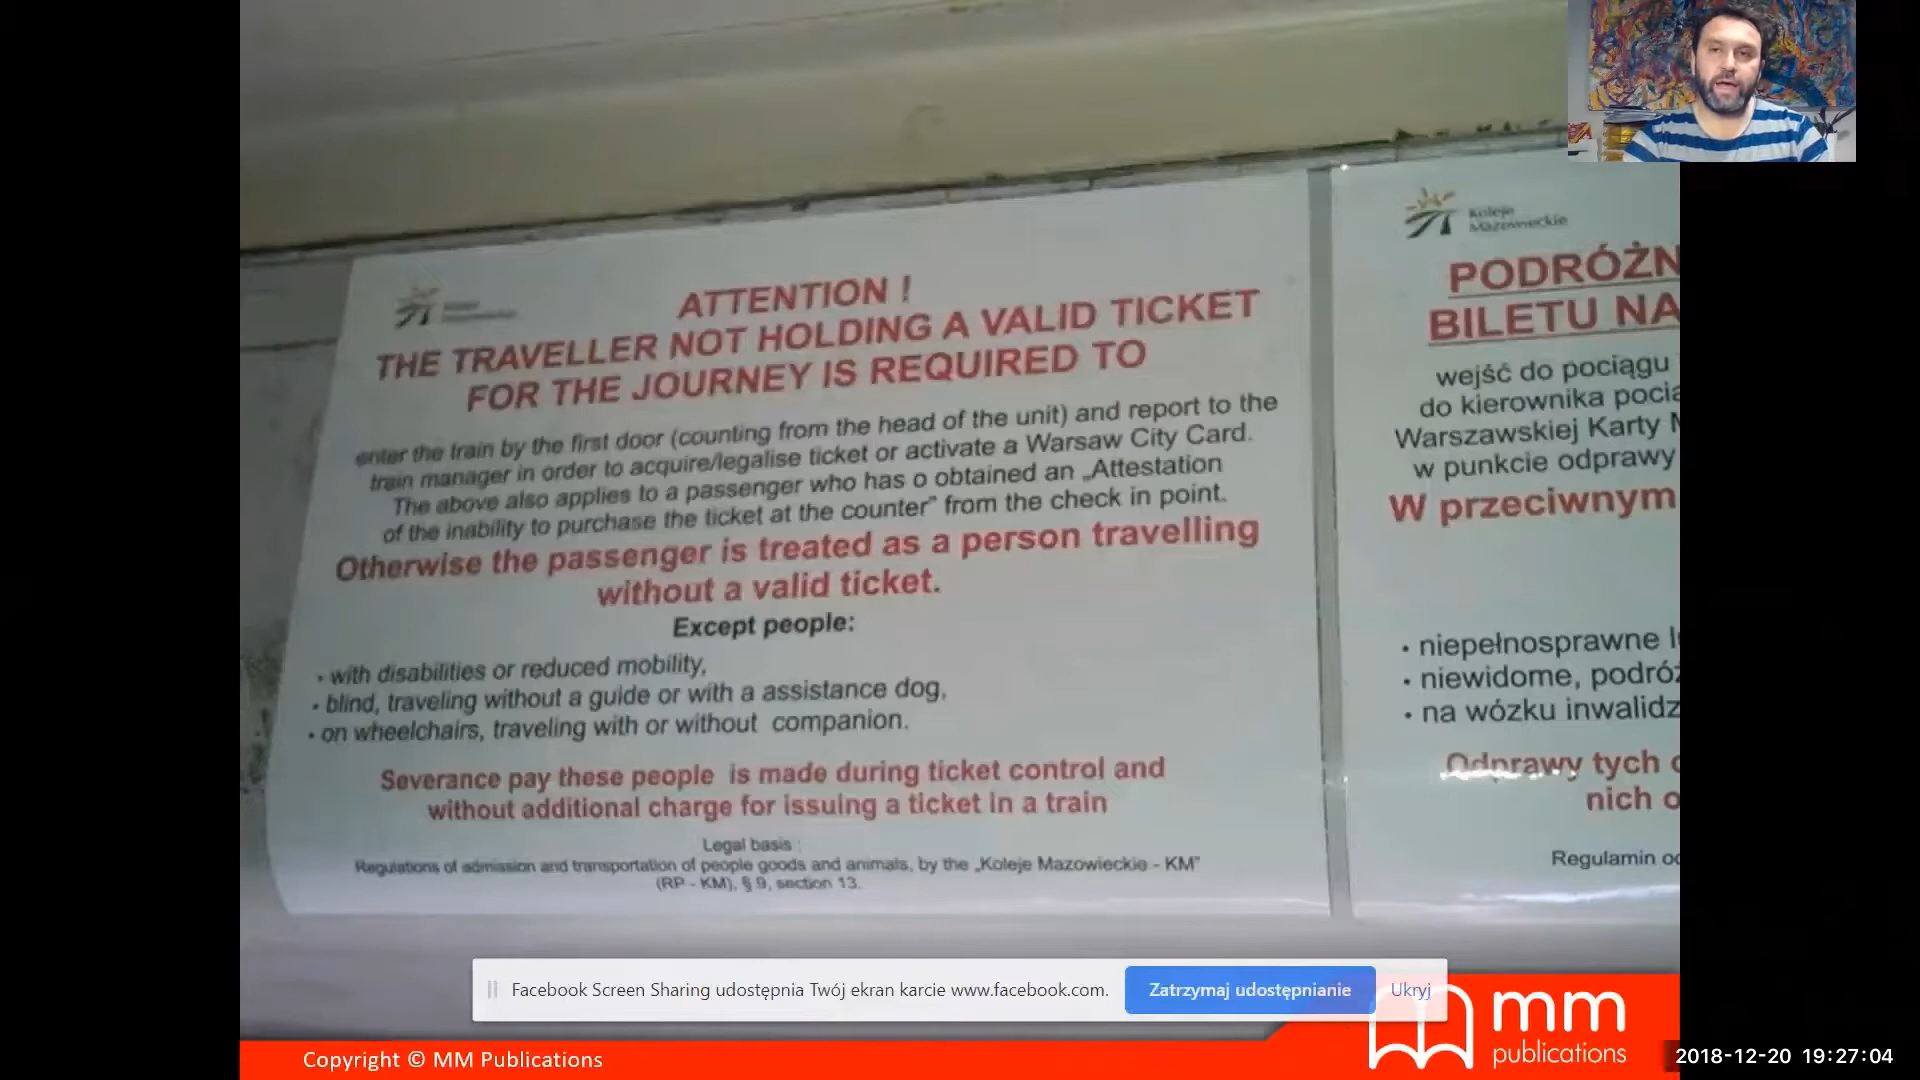 ATTENTION !
THE TRAVELLER NOT HOLDING A VALID TICKET
FOR THE JOURNEY IS REQUIRED TO
enter the train by the first door (counting from the head of the unit) and report to the
train manager in order to acquire/legalise ticket or activate a Warsaw City Card.
The above also applies to a passenger who has o obtained an „Attestation
of the inability to purchase the ticket at the counter” from the check in point.
Otherwise the passenger is treated as a person travelling
without a valid ticket.
Except people:
• with disabilities or reduced mobility,
• blind, traveling without a guide or with a assistance dog,
• on wheelchairs, traveling with or without companion.
Severance pay these people is made during ticket control and
without additional charge for issuing a ticket in a train
Legal basis :
Regulations of admission and transportation of people goods and animals, by the „Koleje Mazowieckie - KM”
(RP - KM), § 9, section 13.
Koleje
Mazowieckie
PODRÓŻN
BILETU NA
wejść do pociągu
do kierownika pocią
Warszawskiej Karty M
w punkcie odprawy
W przeciwnym
• niepełnosprawne lu
• niewidome, podróż
• na wózku inwalidz
Odprawy tych o
nich o
Regulamin od
Facebook Screen Sharing udostępnia Twój ekran karcie www.facebook.com.
Zatrzymaj udostępnianie
Ukryj
Copyright © MM Publications
mm
publications
2018-12-20 19:27:04